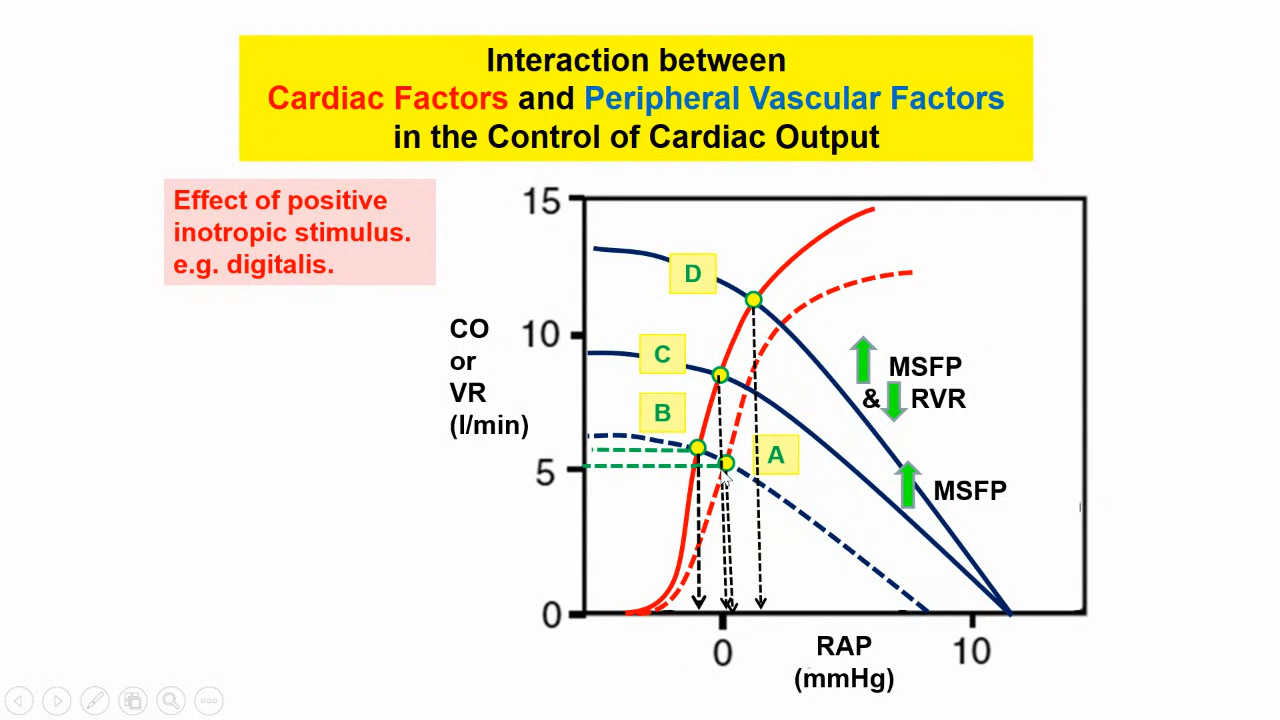 Interaction between
Cardiac Factors and Peripheral Vascular Factors
in the Control of Cardiac Output
Effect of positive
inotropic stimulus.
e.g. digitalis.
CO
or
VR
(l/min)
15
10
5
0
D
C
B
A
MSFP
& RVR
MSFP
0
10
RAP
(mmHg)